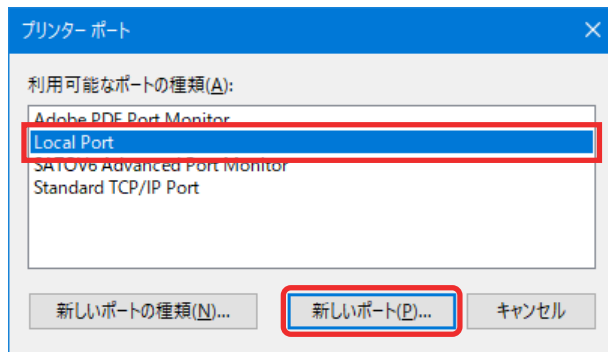 プリンター ポート
利用可能なポートの種類(A):
Adobe PDF Port Monitor
Local Port
SATOV6 Advanced Port Monitor
Standard TCP/IP Port
新しいポートの種類(N)... 新しいポート(P)... キャンセル